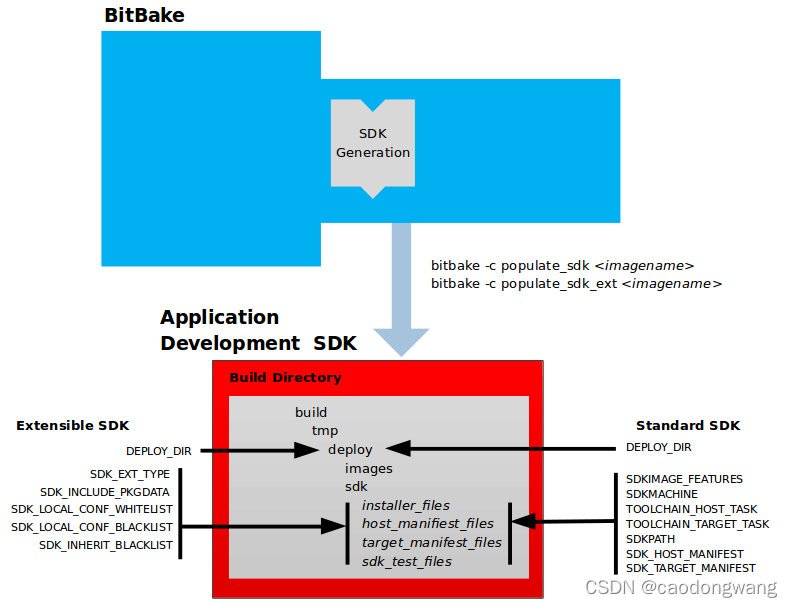 BitBake
SDK
Generation
bitbake -c populate_sdk <imagename>
bitbake -c populate_sdk_ext <imagename>
Application
Development SDK
Build Directory
Extensible SDK
DEPLOY_DIR
SDK_EXT_TYPE
SDK_INCLUDE_PKGDATA
SDK_LOCAL_CONF_WHITELIST
SDK_LOCAL_CONF_BLACKLIST
SDK_INHERIT_BLACKLIST
build
tmp
deploy
images
sdk
installer_files
host_manifiest_files
target_manifest_files
sdk_test_files
Standard SDK
DEPLOY_DIR
SDKIMAGE_FEATURES
SDKMACHINE
TOOLCHAIN_HOST_TASK
TOOLCHAIN_TARGET_TASK
SDKPATH
SDK_HOST_MANIFEST
SDK_TARGET_MANIFEST
CSDN @caodongwang